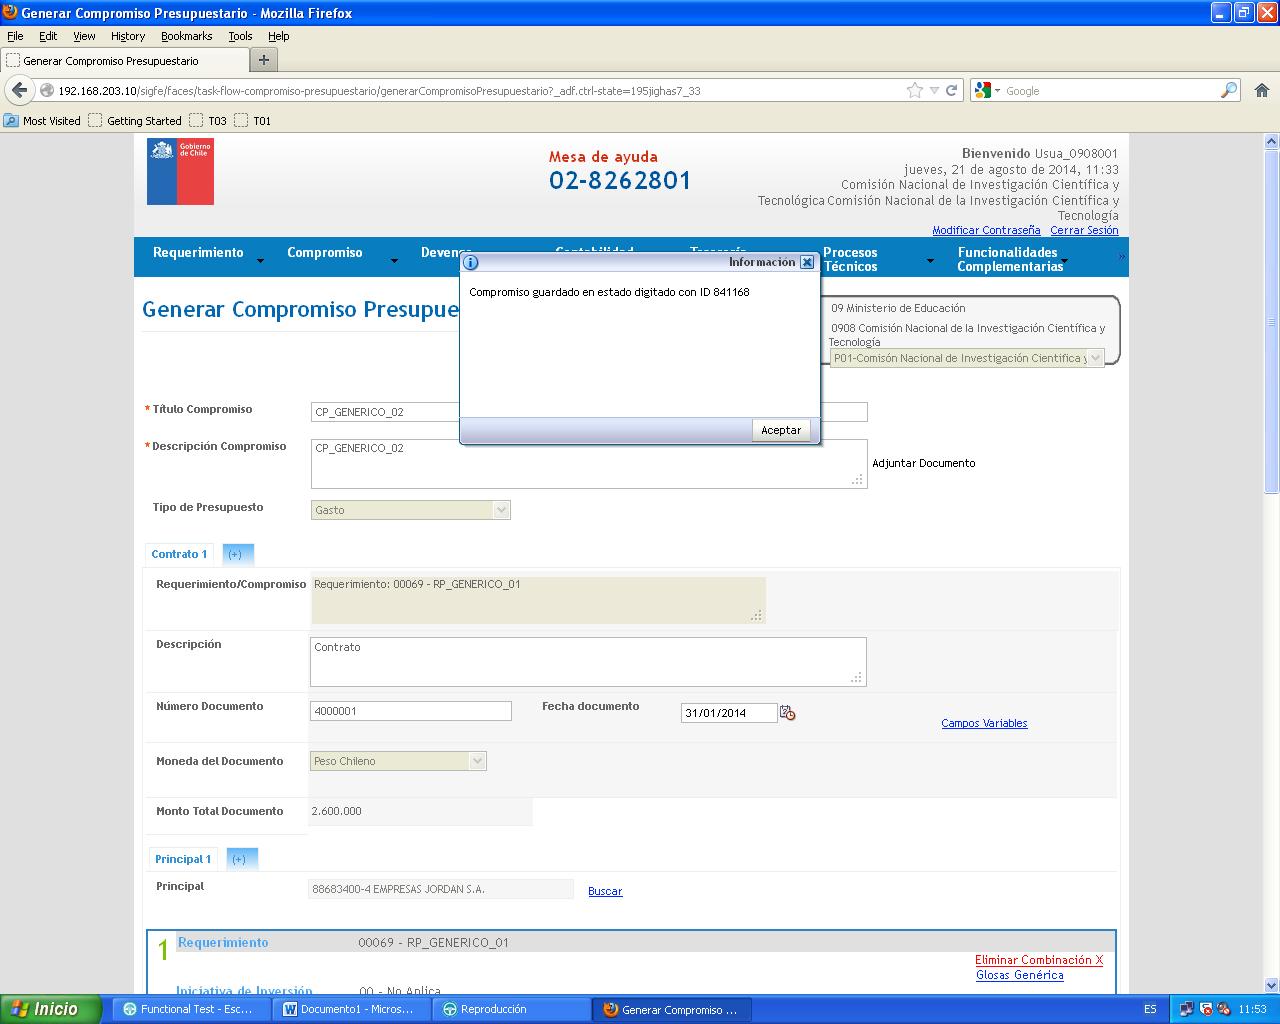 Generar Compromiso Presupuestario - Mozilla Firefox
File Edit View History Bookmarks Tools Help
Generar Compromiso Presupuestario +
192.168.203.10/sigfe/faces/task-flow-compromiso-presupuestario/generarCompromisoPresupuestario?_adf.ctrl-state=195jighas7_33
Google
Most Visited Getting Started T03 T01
Gobierno de Chile
Mesa de ayuda
02-8262801
Bienvenido Usua_0908001
jueves, 21 de agosto de 2014, 11:33
Comisión Nacional de Investigación Científica y
Tecnológica Comisión Nacional de la Investigación Científica y
Tecnología
Modificar Contraseña Cerrar Sesión
Requerimiento Compromiso Procesos Técnicos Funcionalidades Complementarias »
Información
Compromiso guardado en estado digitado con ID 841168
Aceptar
Generar Compromiso
09 Ministerio de Educación
0908 Comisión Nacional de la Investigación Científica y
Tecnología
P01-Comisón Nacional de Investigación Científica y
* Título Compromiso CP_GENERICO_02
* Descripción Compromiso CP_GENERICO_02
Adjuntar Documento
Tipo de Presupuesto Gasto
Contrato 1 (+)
Requerimiento/Compromiso Requerimiento: 00069 - RP_GENERICO_01
Descripción Contrato
Número Documento 4000001 Fecha documento 31/01/2014
Campos Variables
Moneda del Documento Peso Chileno
Monto Total Documento 2.600.000
Principal 1 (+)
Principal 88683400-4 EMPRESAS JORDAN S.A. Buscar
1 Requerimiento 00069 - RP_GENERICO_01
Eliminar Combinación X
Glosas Genérica
Iniciativa de Inversión 00 - No Aplica
Inicio Functional Test - Esc... Documento1 - Micros... Reproducción Generar Compromiso ... ES 11:53